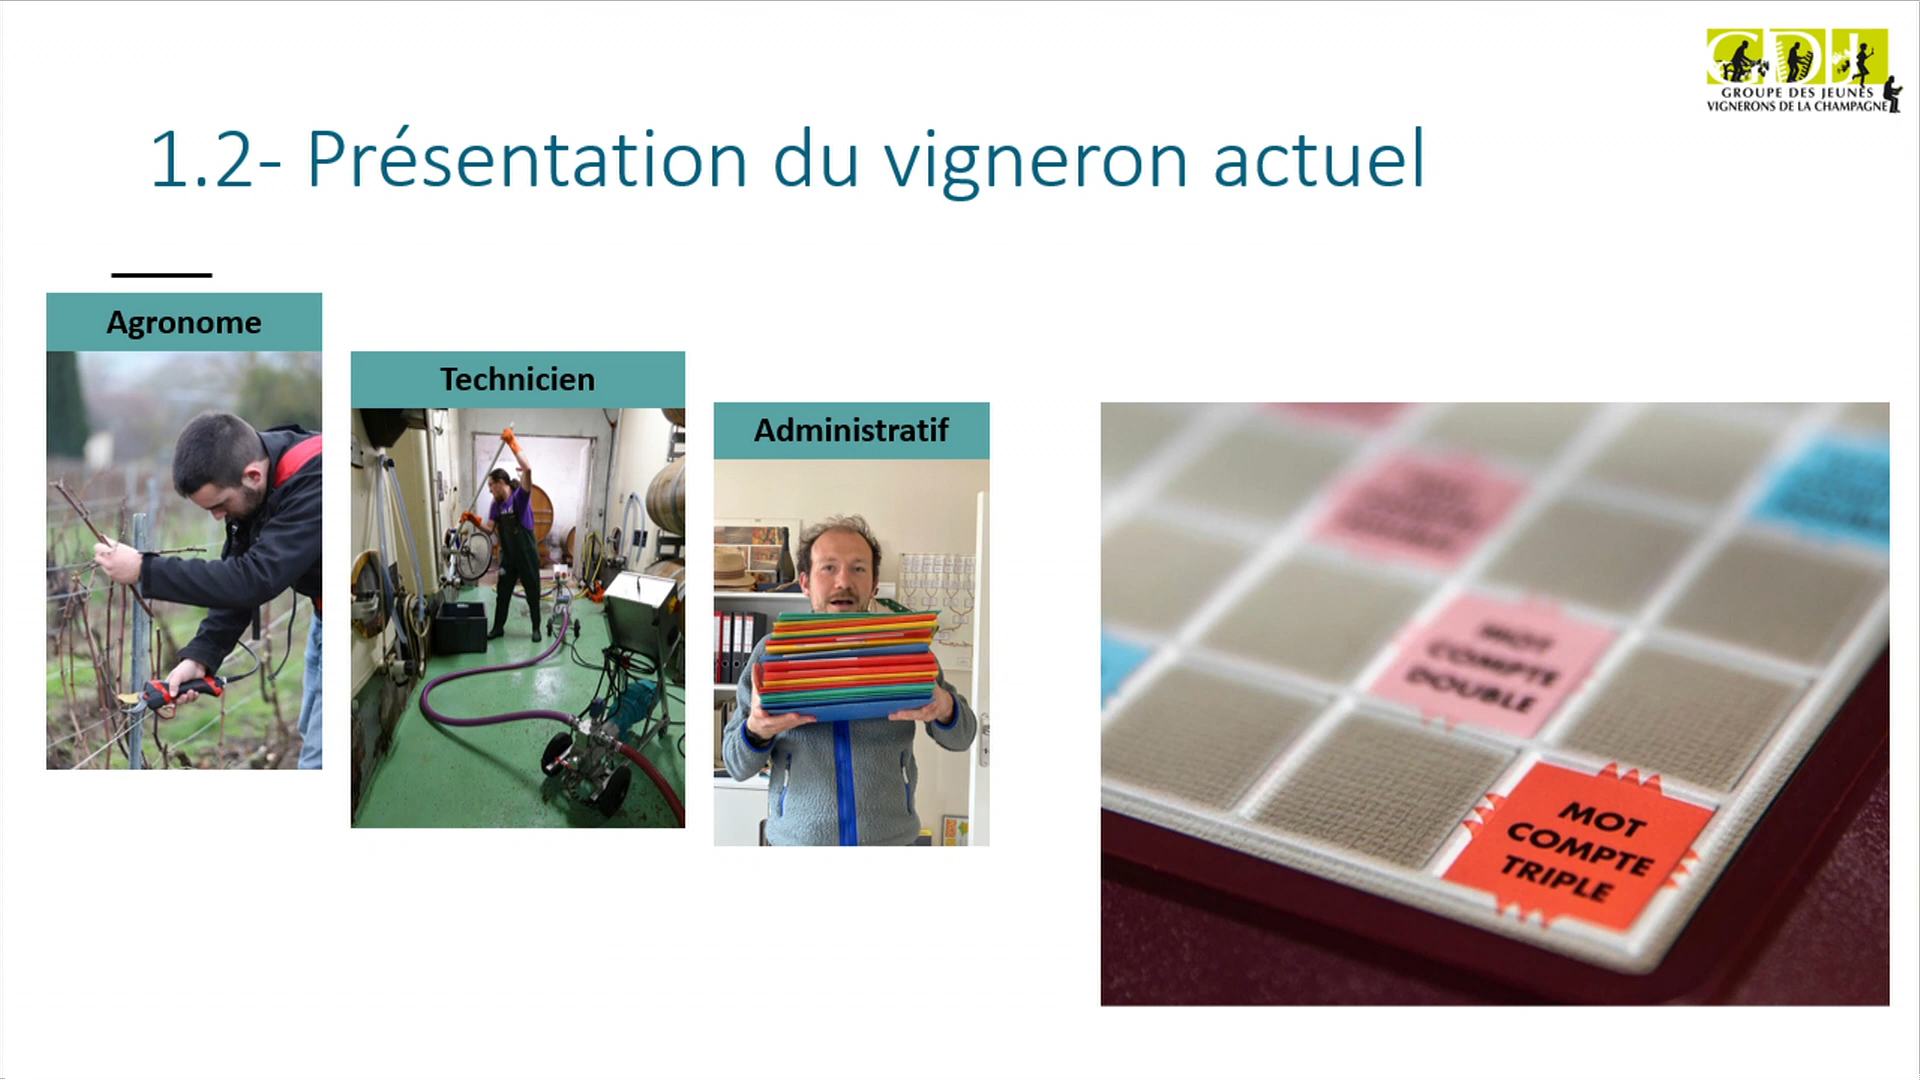 GDJ
GROUPE DES JEUNES
VIGNERONS DE LA CHAMPAGNE
1.2- Présentation du vigneron actuel
Agronome
Technicien
Administratif
MOT
COMPTE
DOUBLE
MOT
COMPTE
TRIPLE